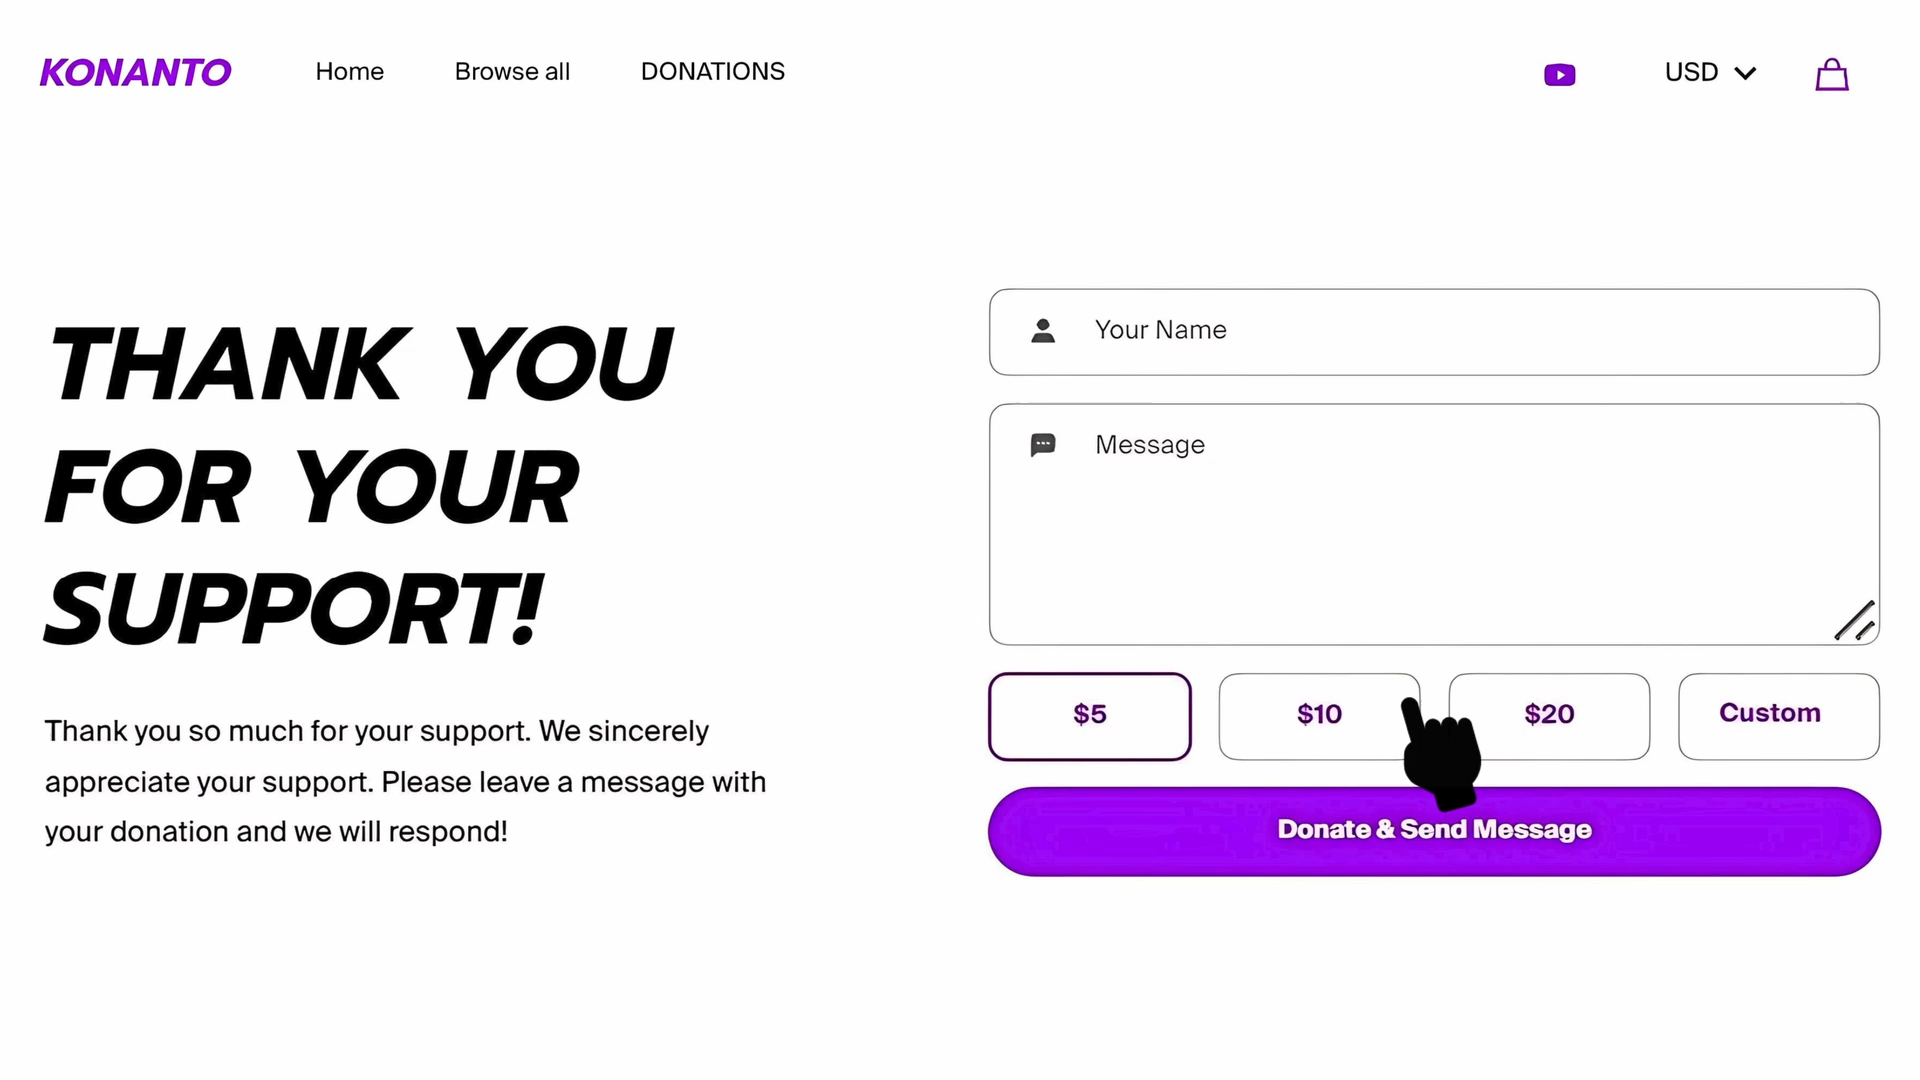 KONANTO
Home
Browse all
DONATIONS
USD
THANK YOU
FOR YOUR
SUPPORT!
Thank you so much for your support. We sincerely
appreciate your support. Please leave a message with
your donation and we will respond!
Your Name
Message
$5
$10
$20
Custom
Donate & Send Message